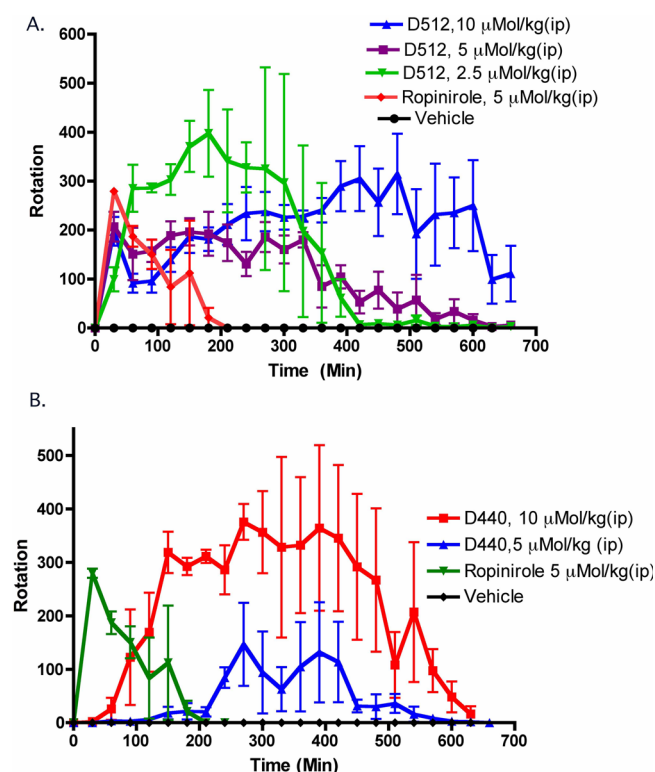 A.
D512,10 μMol/kg(ip)
D512, 5 μMol/kg(ip)
D512, 2.5 μMol/kg(ip)
Ropinirole, 5 μMol/kg(ip)
Vehicle
600
500
400
300
200
100
0
Rotation
0 100 200 300 400 500 600 700
Time (Min)
B.
D440, 10 μMol/kg(ip)
D440,5 μMol/kg (ip)
Ropinirole 5 μMol/kg(ip)
Vehicle
500
400
300
200
100
0
Rotation
0 100 200 300 400 500 600 700
Time (Min)